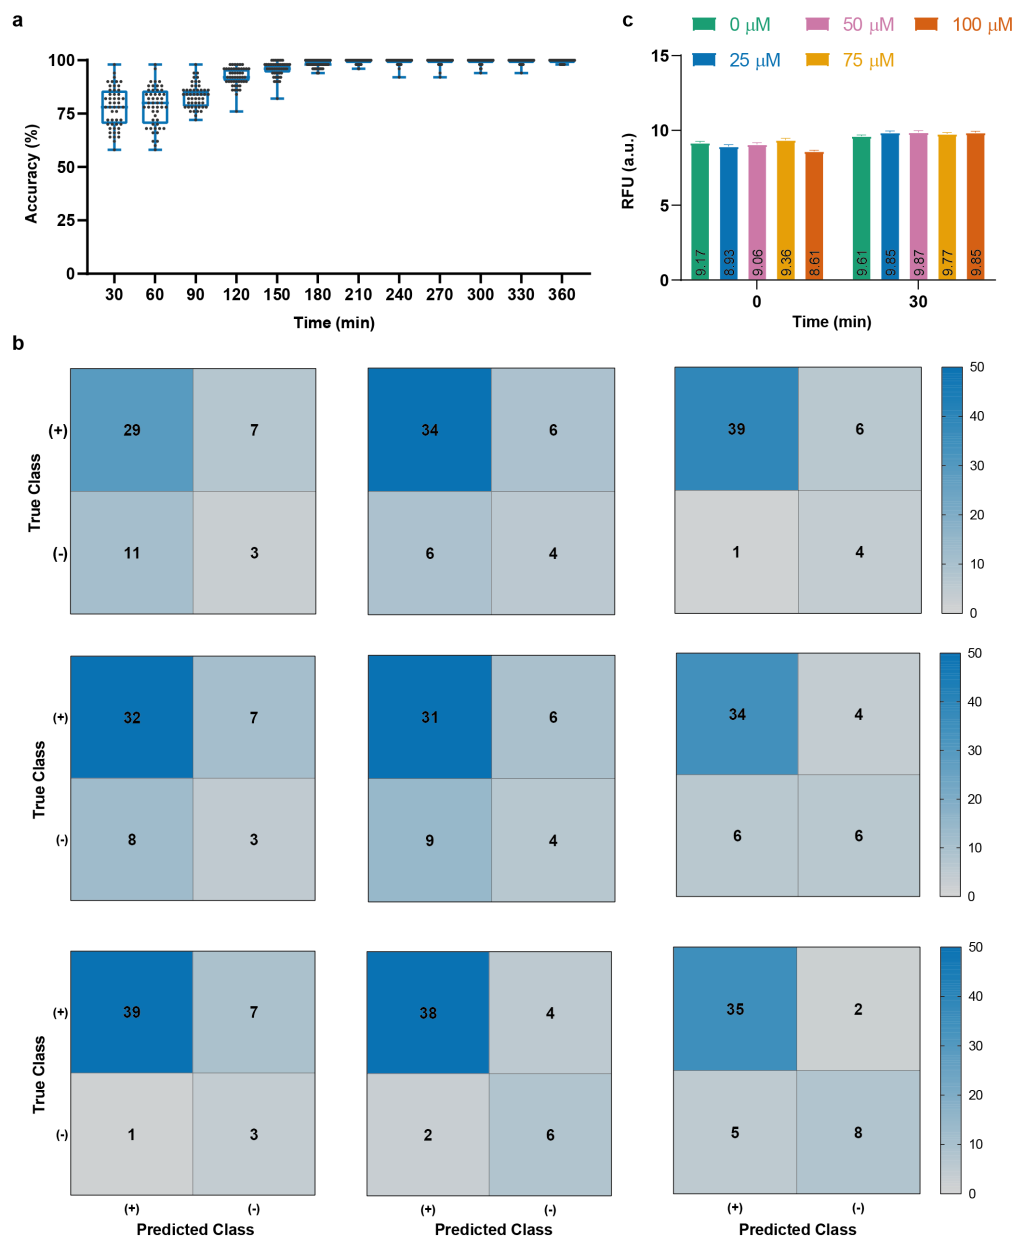 a
100
75
50
25
0
Accuracy (%)
30 60 90 120 150 180 210 240 270 300 330 360
Time (min)
c
0 µM 50 µM 100 µM
25 µM 75 µM
15
10
5
0
RFU (a.u.)
9.17 8.93 9.06 9.36 8.61 9.61 9.85 9.87 9.77 9.85
0 30
Time (min)
b
True Class
(+) 29 7 34 6 39 6
(-) 11 3 6 4 1 4
50
40
30
20
10
0
True Class
(+) 32 7 31 6 34 4
(-) 8 3 9 4 6 6
50
40
30
20
10
0
True Class
(+) 39 7 38 4 35 2
(-) 1 3 2 6 5 8
50
40
30
20
10
0
(+) (-) (+) (-) (+) (-)
Predicted Class Predicted Class Predicted Class